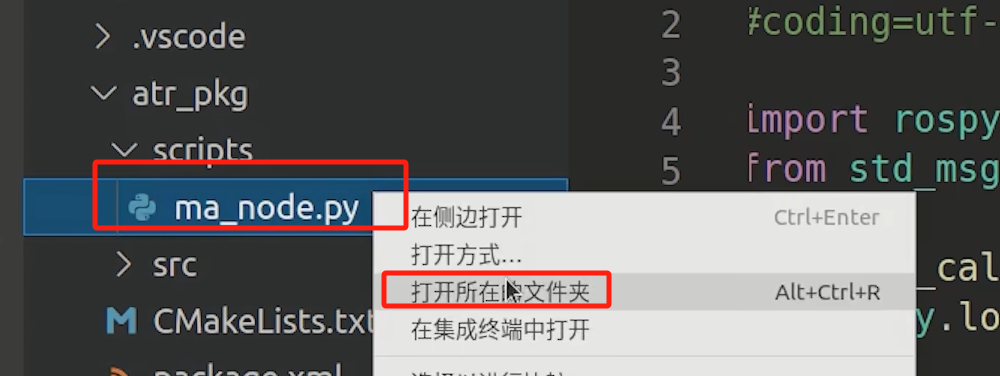 .vscode
atr_pkg
scripts
ma_node.py
src
CMakeLists.txt
package.xml
2 #coding=utf-
3
4 import rospy
5 from std_msg
_cal
y.lo
在侧边打开 Ctrl+Enter
打开方式...
打开所在的文件夹 Alt+Ctrl+R
在集成终端中打开